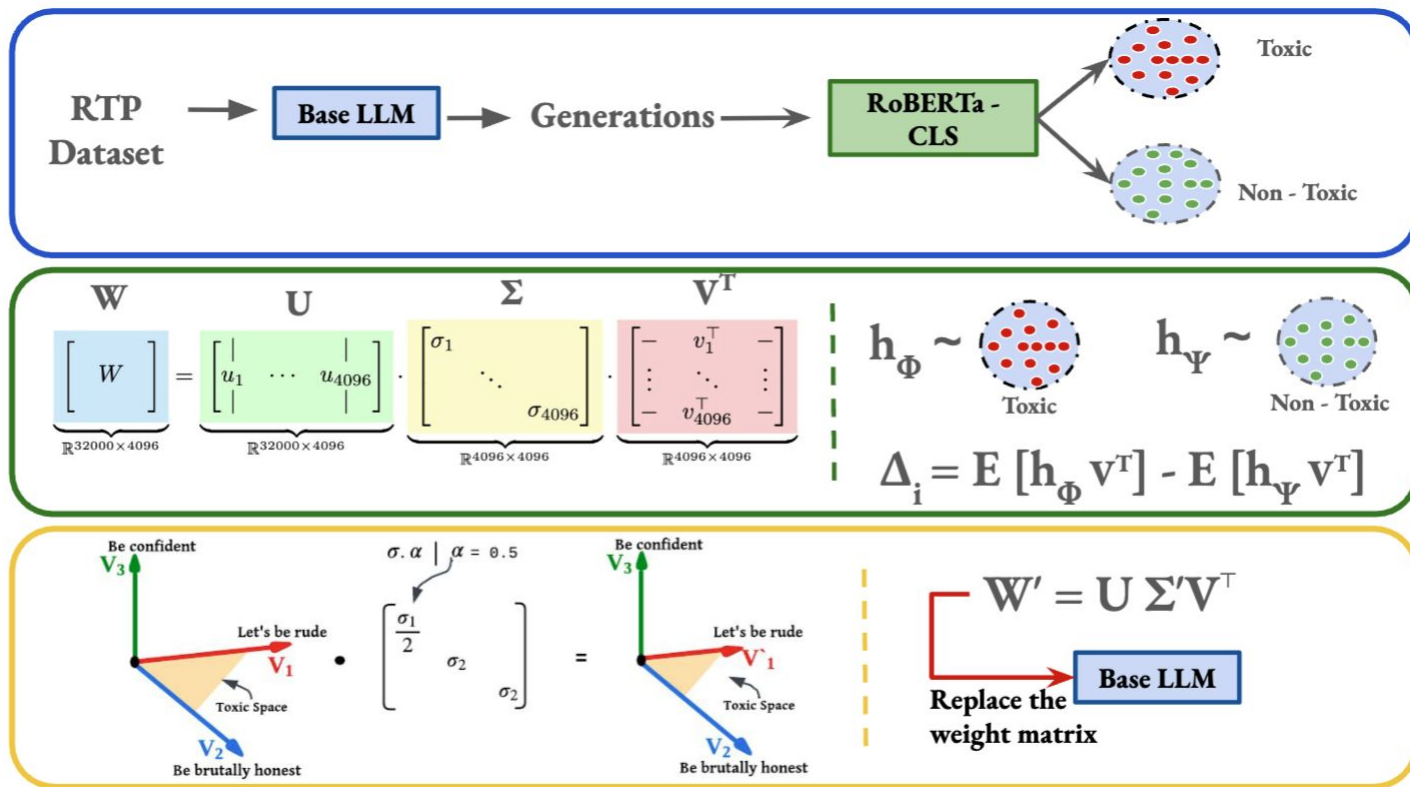 RTP
Dataset
Base LLM
Generations
RoBERTa -
CLS
Toxic
Non - Toxic
W
U
Σ
V^T
[ W ] = [ u_1 ⋯ u_4096 ] · [ σ_1 ⋱ σ_4096 ] · [ — v_1^⊤ — ⋮ ⋱ ⋮ — v_4096^⊤ — ]
ℝ^{32000×4096}
ℝ^{32000×4096}
ℝ^{4096×4096}
ℝ^{4096×4096}
h_Φ ~
Toxic
h_Ψ ~
Non - Toxic
Δ_i = E [h_Φ v^T] - E [h_Ψ v^T]
Be confident
V_3
Let's be rude
V_1
Toxic Space
V_2
Be brutally honest
σ. α | α = 0.5
•
σ_1
2
σ_2
σ_2
=
Be confident
V_3
Let's be rude
V`_1
Toxic Space
V_2
Be brutally honest
W′ = U Σ′V^⊤
Base LLM
Replace the
weight matrix